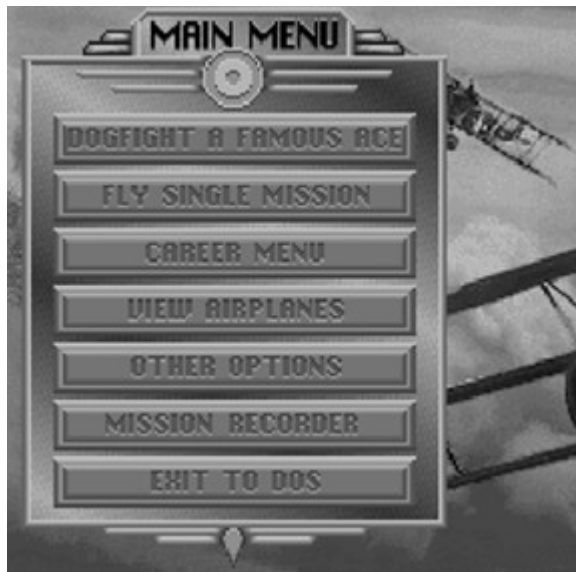 MAIN MENU
DOGFIGHT A FAMOUS ACE
FLY SINGLE MISSION
CAREER MENU
VIEW AIRPLANES
OTHER OPTIONS
MISSION RECORDER
EXIT TO DOS